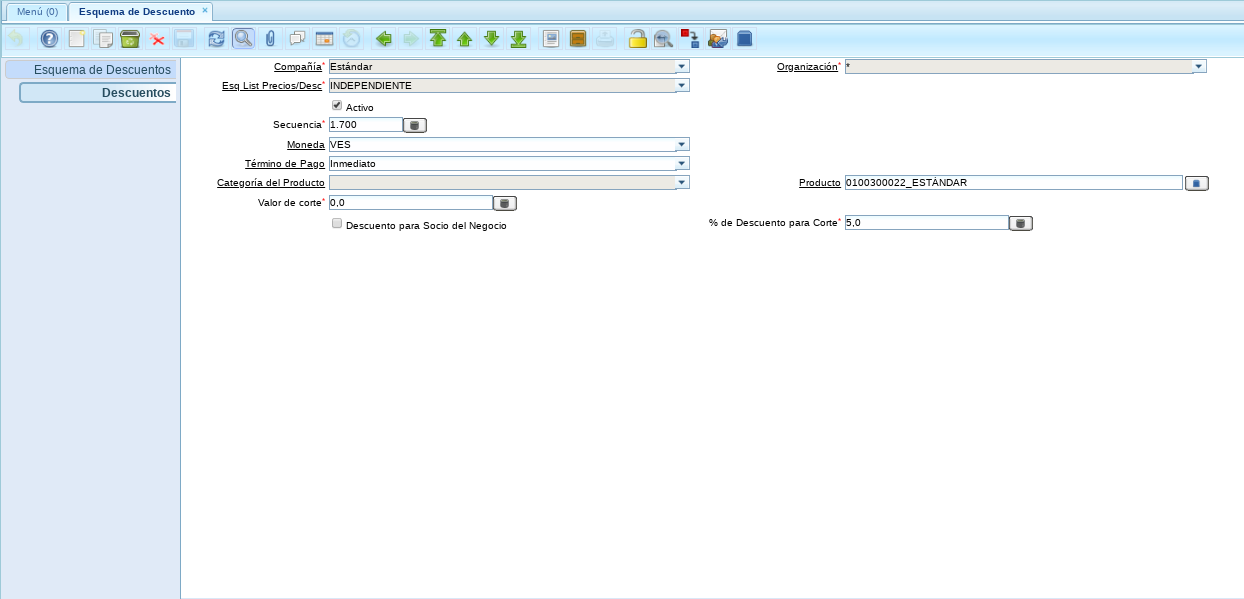 Menú (0)
Esquema de Descuento ×
Esquema de Descuentos
Descuentos
Compañía* Estándar Organización* *
Esq List Precios/Desc* INDEPENDIENTE
Activo
Secuencia* 1.700
Moneda VES
Término de Pago Inmediato
Categoría del Producto Producto 0100300022_ESTÁNDAR
Valor de corte* 0,0
Descuento para Socio del Negocio % de Descuento para Corte* 5,0